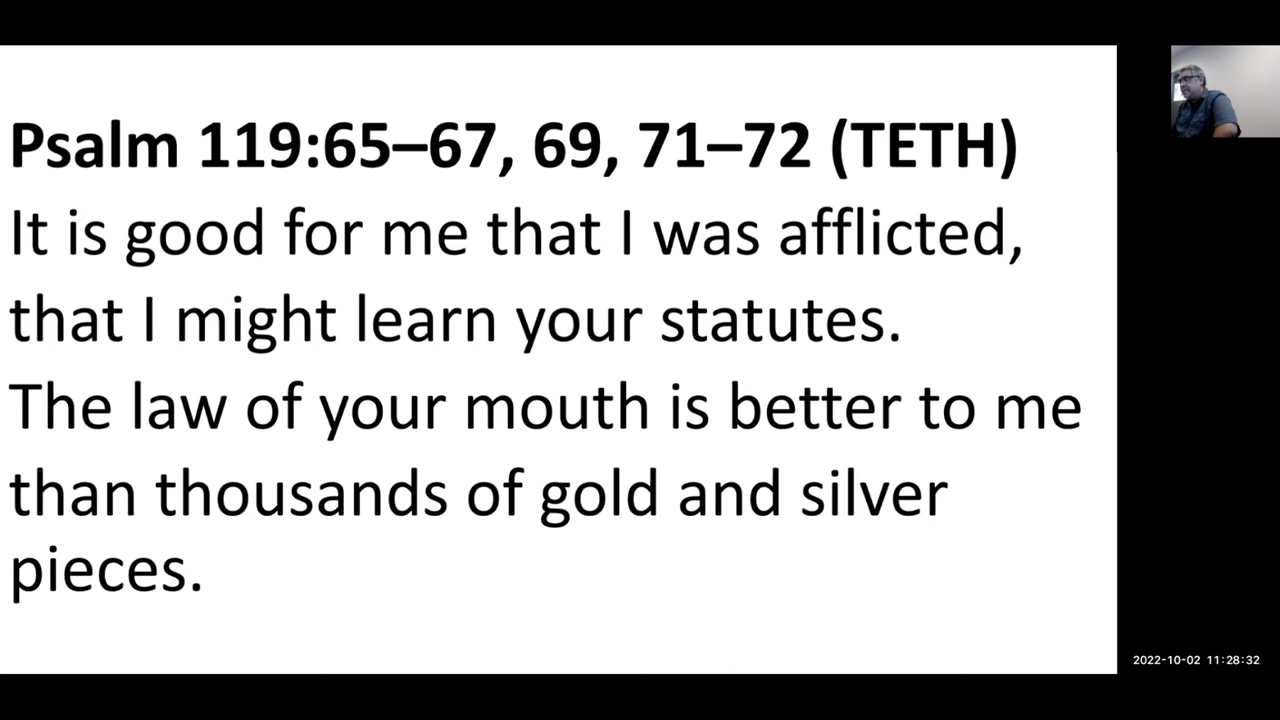 Psalm 119:65–67, 69, 71–72 (TETH)
It is good for me that I was afflicted,
that I might learn your statutes.
The law of your mouth is better to me
than thousands of gold and silver
pieces.
2022-10-02 11:28:32